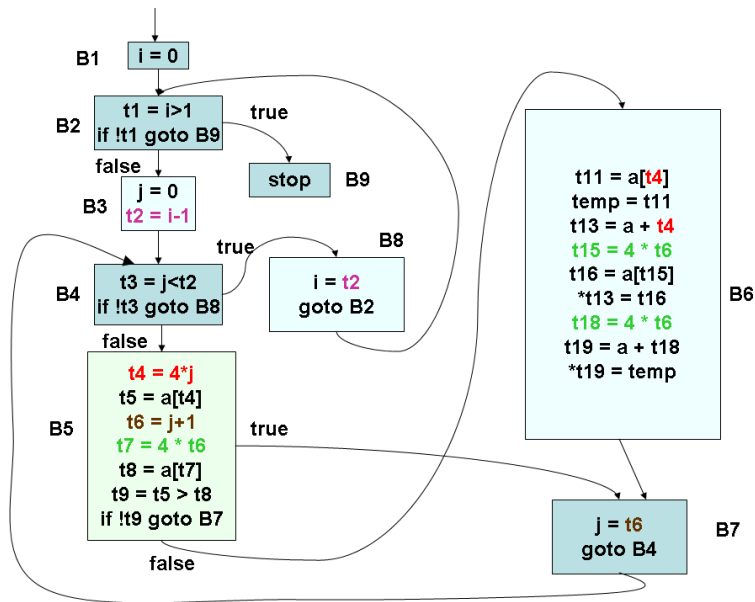 B1
i = 0
B2
t1 = i>1
if !t1 goto B9
true
false
stop
B9
B3
j = 0
t2 = i-1
B4
t3 = j<t2
if !t3 goto B8
true
false
B8
i = t2
goto B2
B5
t4 = 4*j
t5 = a[t4]
t6 = j+1
t7 = 4 * t6
t8 = a[t7]
t9 = t5 > t8
if !t9 goto B7
true
false
t11 = a[t4]
temp = t11
t13 = a + t4
t15 = 4 * t6
t16 = a[t15]
*t13 = t16
t18 = 4 * t6
t19 = a + t18
*t19 = temp
B6
j = t6
goto B4
B7